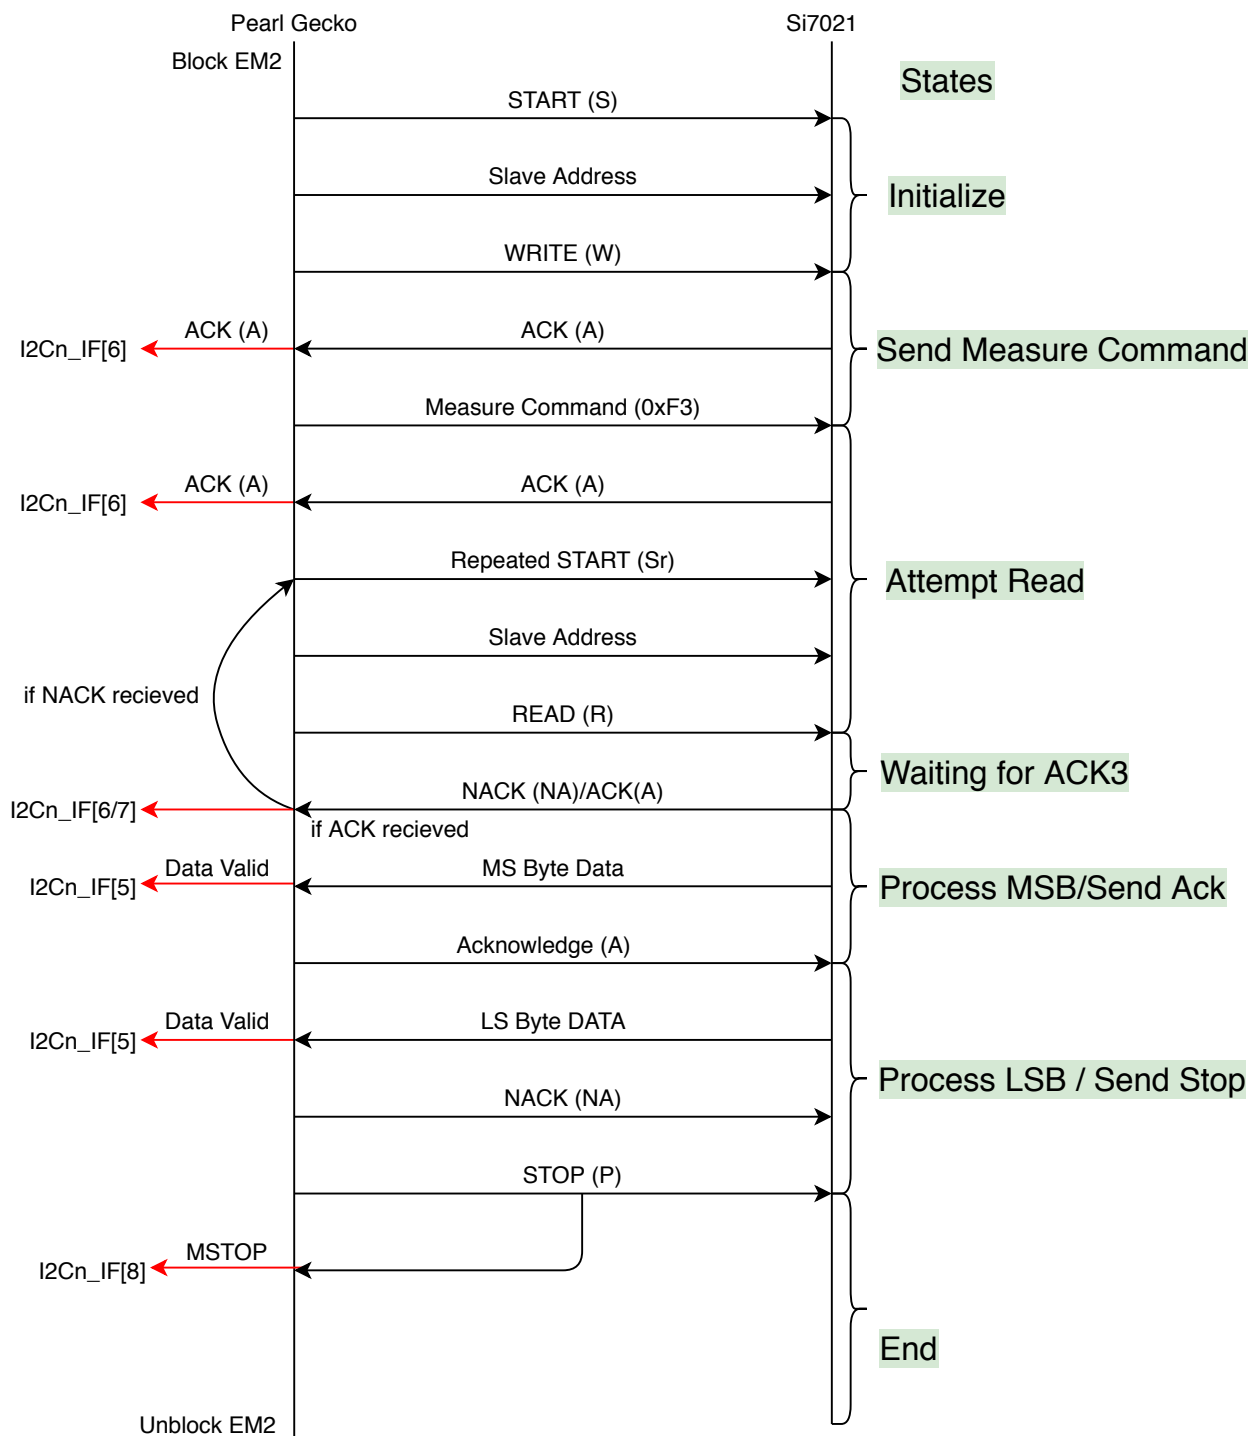 Pearl Gecko
Si7021
Block EM2
States
START (S)
Slave Address
Initialize
WRITE (W)
ACK (A)
ACK (A)
I2Cn_IF[6]
Send Measure Command
Measure Command (0xF3)
ACK (A)
ACK (A)
I2Cn_IF[6]
Repeated START (Sr)
Attempt Read
Slave Address
if NACK recieved
READ (R)
Waiting for ACK3
NACK (NA)/ACK(A)
I2Cn_IF[6/7]
if ACK recieved
Data Valid
MS Byte Data
I2Cn_IF[5]
Process MSB/Send Ack
Acknowledge (A)
Data Valid
LS Byte DATA
I2Cn_IF[5]
Process LSB / Send Stop
NACK (NA)
STOP (P)
MSTOP
I2Cn_IF[8]
End
Unblock EM2